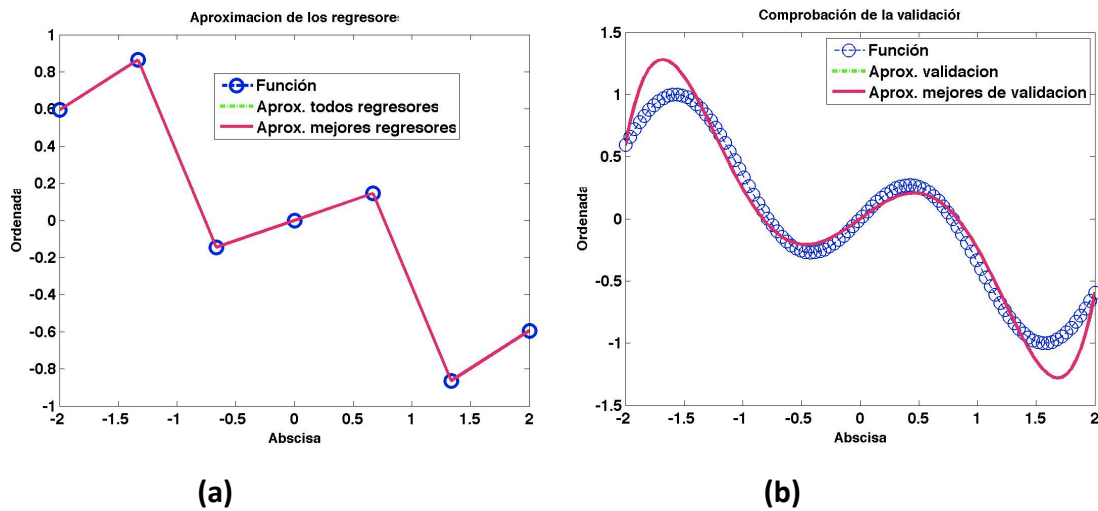 Aproximacion de los regresores
1
0.8
0.6
0.4
0.2
0
-0.2
-0.4
-0.6
-0.8
-1
Ordenada
Función
Aprox. todos regresores
Aprox. mejores regresores
-2 -1.5 -1 -0.5 0 0.5 1 1.5 2
Abscisa
(a)
Comprobación de la validación
1.5
1
0.5
0
-0.5
-1
-1.5
Ordenada
Función
Aprox. validacion
Aprox. mejores de validacion
-2 -1.5 -1 -0.5 0 0.5 1 1.5 2
Abscisa
(b)